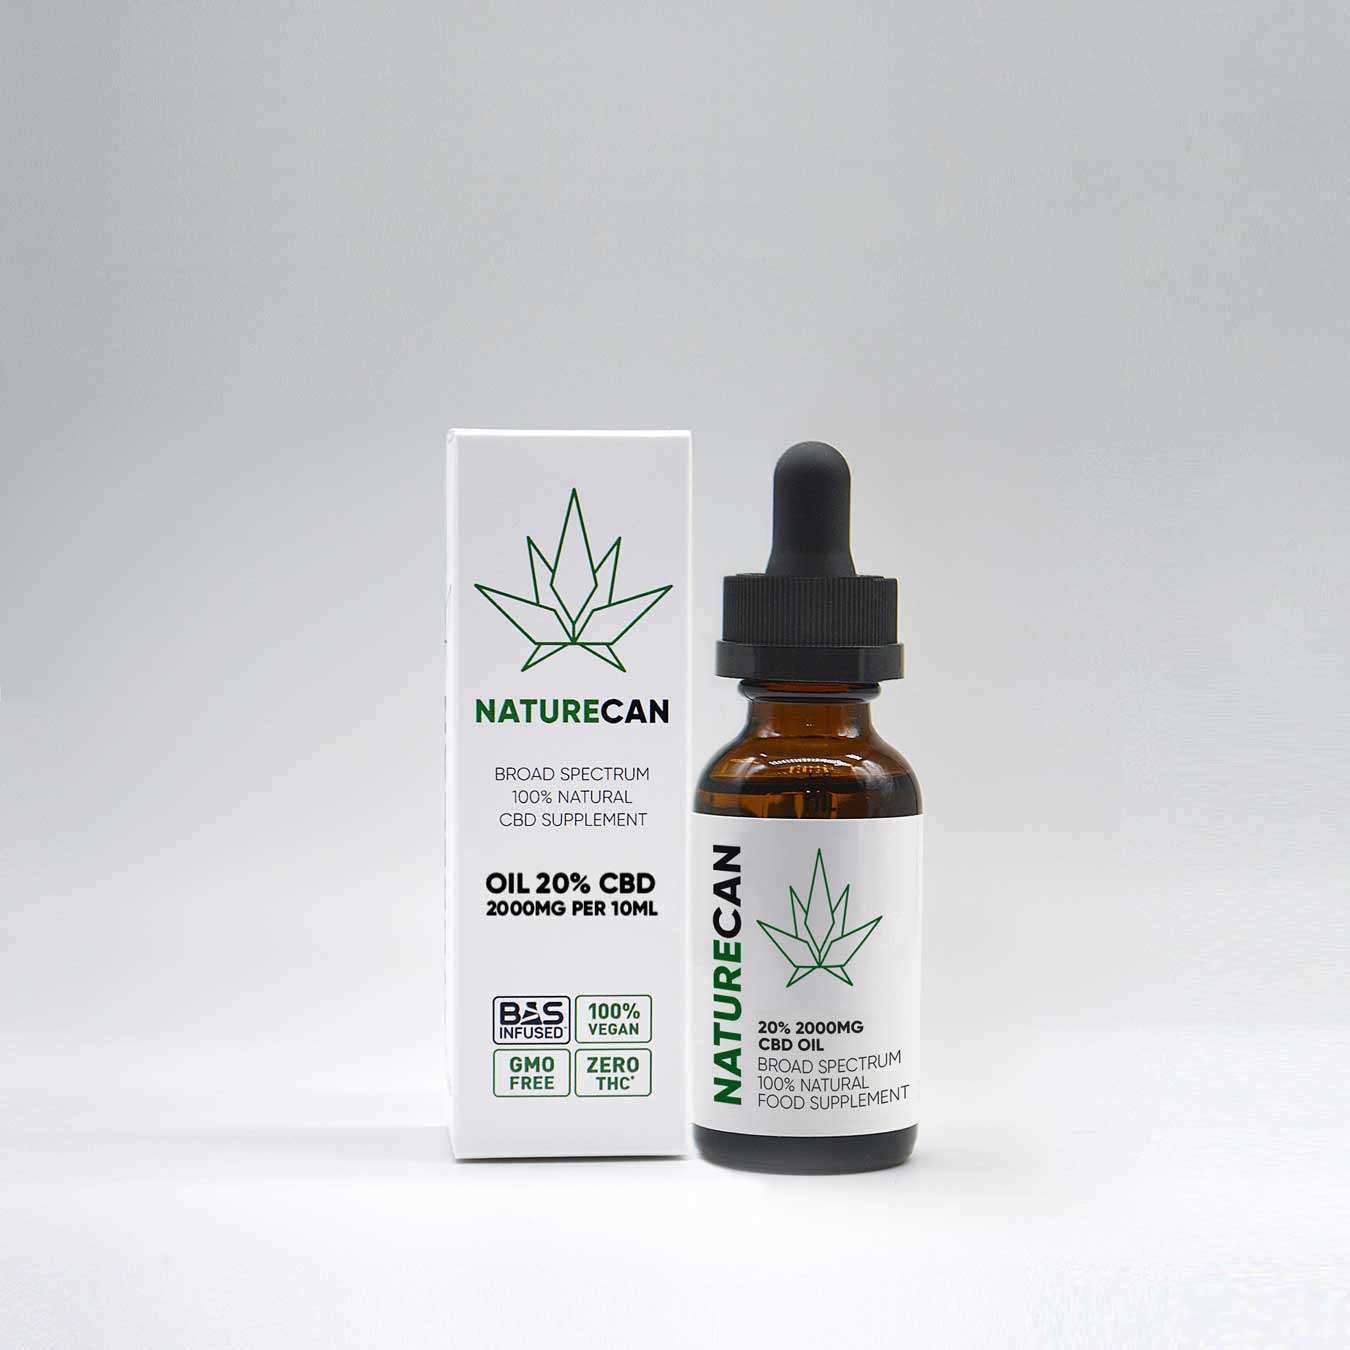 NATURECAN
BROAD SPECTRUM
100% NATURAL
CBD SUPPLEMENT
OIL 20% CBD
2000MG PER 10ML
BAS
INFUSED™
100%
VEGAN
GMO
FREE
ZERO
THC*
NATURECAN
20% 2000MG
CBD OIL
BROAD SPECTRUM
100% NATURAL
FOOD SUPPLEMENT